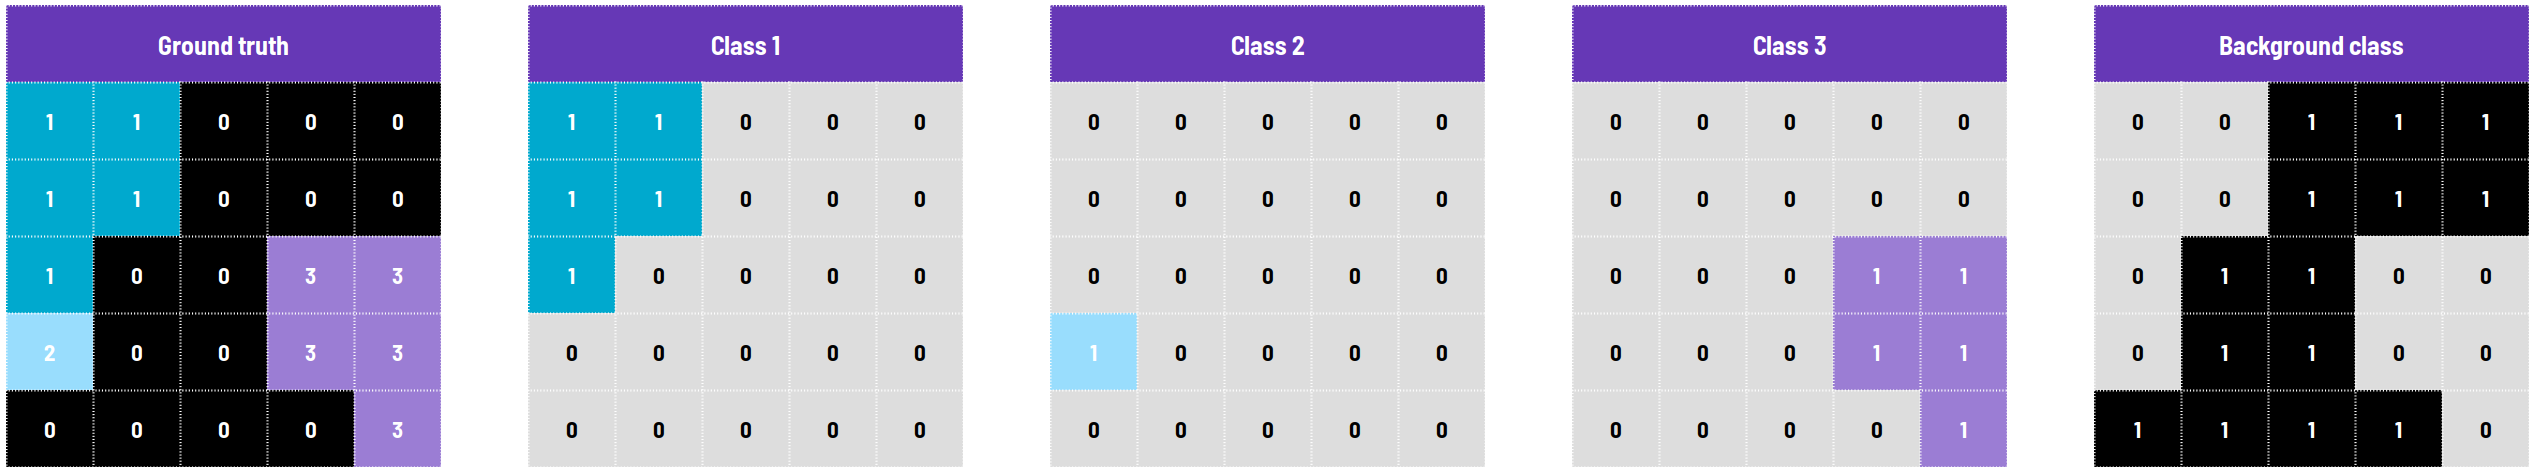 Ground truth Class 1 Class 2 Class 3 Background class
1 1 0 0 0 1 1 0 0 0 0 0 0 0 0 0 0 0 0 0 0 0 1 1 1
1 1 0 0 0 1 1 0 0 0 0 0 0 0 0 0 0 0 0 0 0 0 1 1 1
1 0 0 3 3 1 0 0 0 0 0 0 0 0 0 0 0 0 1 1 0 1 1 0 0
2 0 0 3 3 0 0 0 0 0 1 0 0 0 0 0 0 0 1 1 0 1 1 0 0
0 0 0 0 3 0 0 0 0 0 0 0 0 0 0 0 0 0 0 1 1 1 1 1 0